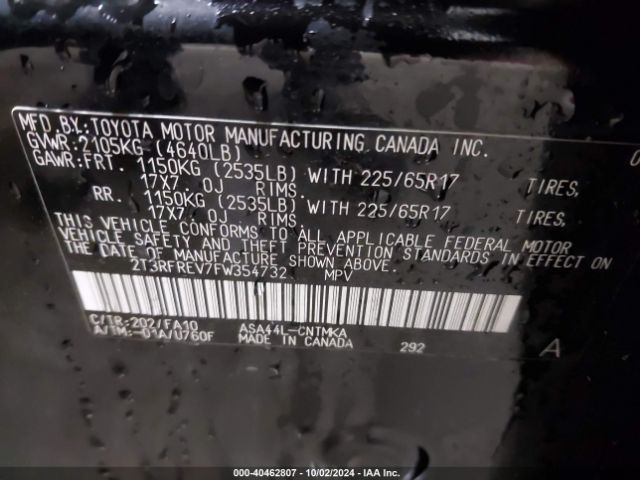 MFD BY: TOYOTA MOTOR MANUFACTURING CANADA INC.
GVWR: 2105KG (4640LB)
GAWR: FRT. 1150KG (2535LB) WITH 225/65R17 TIRES,
17X7.0J RIMS.
RR. 1150KG (2535LB) WITH 225/65R17 TIRES,
17X7.0J RIMS.
THIS VEHICLE CONFORMS TO ALL APPLICABLE FEDERAL MOTOR
VEHICLE SAFETY AND THEFT PREVENTION STANDARDS IN EFFECT
ON THE DATE OF MANUFACTURE SHOWN ABOVE.
2T3RFREV7FW354732 MPV
C/TR:202/FA10 ASA44L-CNTMKA
A/TM:-01A/U760F MADE IN CANADA 292 A
000-40462807 - 10/02/2024 - IAA Inc.